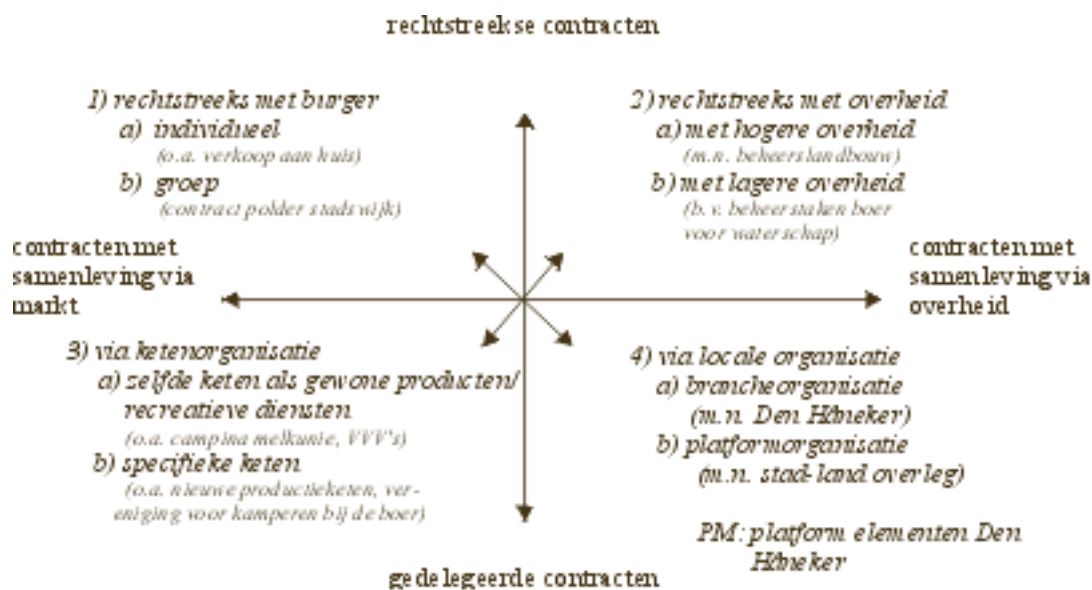 rechtstreekse contracten
1) rechtstreeks met burger
a) individueel
(o.a. verkoop aan huis)
b) groep
(contract polder stadswijk)
2) rechtstreeks met overheid
a) met hogere overheid
(m.n. beheerslandbouw)
b) met lagere overheid
(b.v. beheerstaken boer
voor waterschap)
contracten met
samenleving via
markt
contracten met
samenleving via
overheid
3) via ketenorganisatie
a) zelfde keten als gewone producten/
recreatieve diensten
(o.a. campina melkunie, VVV's)
b) specifieke keten
(o.a. nieuwe productieketen, ver-
eniging voor kamperen bij de boer)
4) via locale organisatie
a) brancheorganisatie
(m.n. Den Hâneker)
b) platformorganisatie
(m.n. stad-land overleg)
PM: platform elementen Den
Hâneker
gedelegeerde contracten